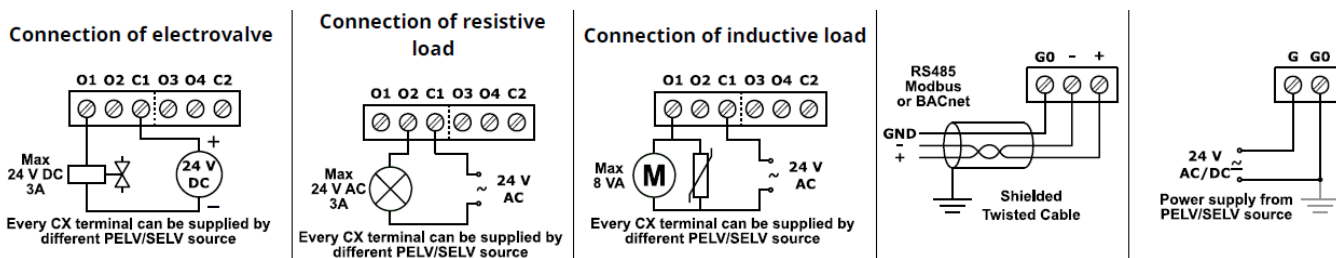 Connection of electrovalve
O1 O2 C1 O3 O4 C2
+
Max
24 V DC
3A
24 V
DC
−
Every CX terminal can be supplied by
different PELV/SELV source
Connection of resistive
load
O1 O2 C1 O3 O4 C2
Max
24 V AC
3A
~
24 V
AC
Every CX terminal can be supplied by
different PELV/SELV source
Connection of inductive load
O1 O2 C1 O3 O4 C2
Max
8 VA
M
~
24 V
AC
Every CX terminal can be supplied by
different PELV/SELV source
G0 - +
RS485
Modbus
or BACnet
GND
-
+
Shielded
Twisted Cable
G G0
24 V
AC/DC
~
Power supply from
PELV/SELV source